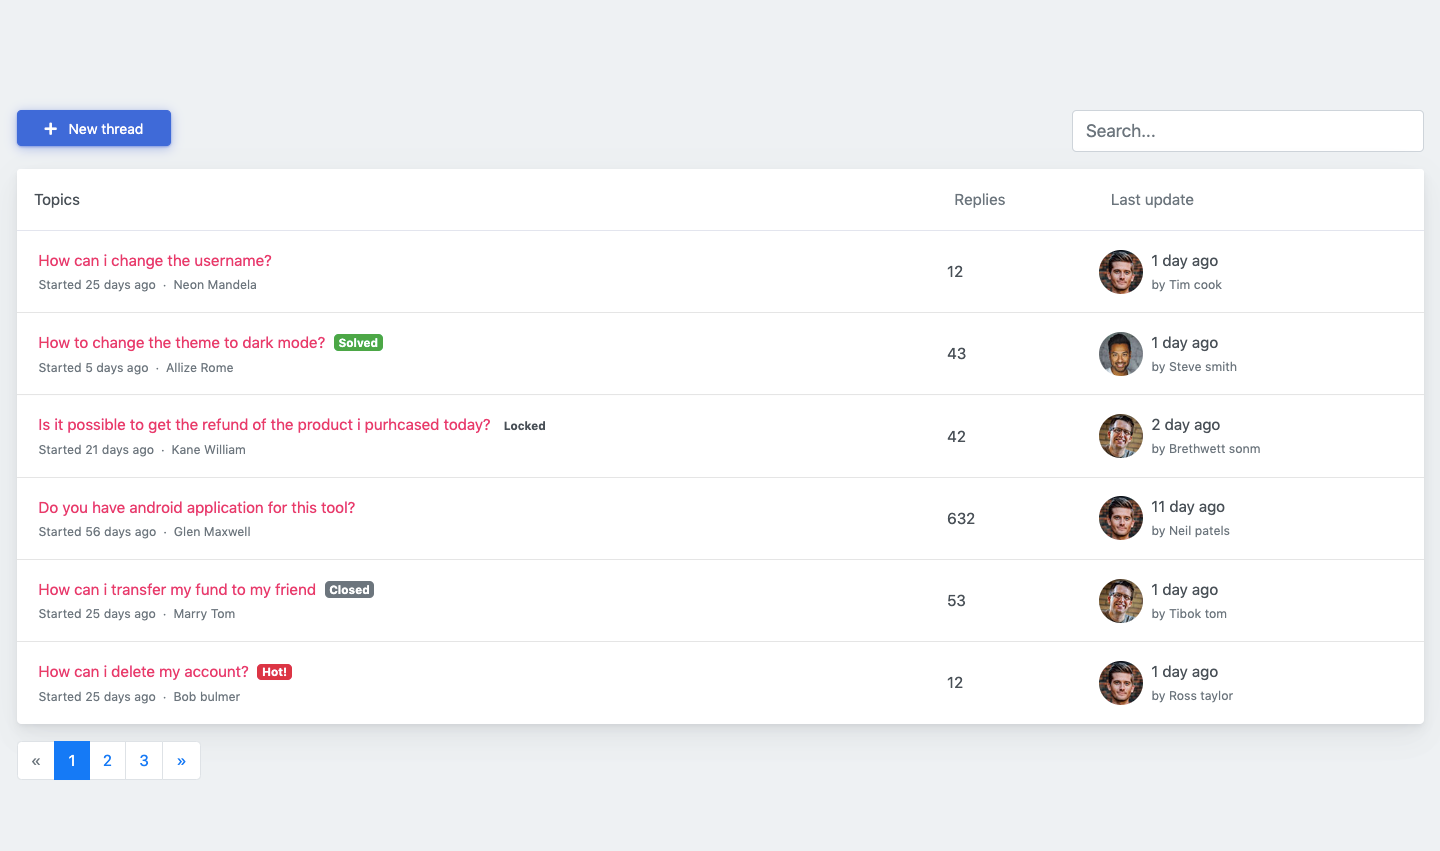 + New thread
Search...
Topics Replies Last update
How can i change the username?
Started 25 days ago · Neon Mandela
12
1 day ago
by Tim cook
How to change the theme to dark mode? Solved
Started 5 days ago · Allize Rome
43
1 day ago
by Steve smith
Is it possible to get the refund of the product i purhcased today? Locked
Started 21 days ago · Kane William
42
2 day ago
by Brethwett sonm
Do you have android application for this tool?
Started 56 days ago · Glen Maxwell
632
11 day ago
by Neil patels
How can i transfer my fund to my friend Closed
Started 25 days ago · Marry Tom
53
1 day ago
by Tibok tom
How can i delete my account? Hot!
Started 25 days ago · Bob bulmer
12
1 day ago
by Ross taylor
« 1 2 3 »